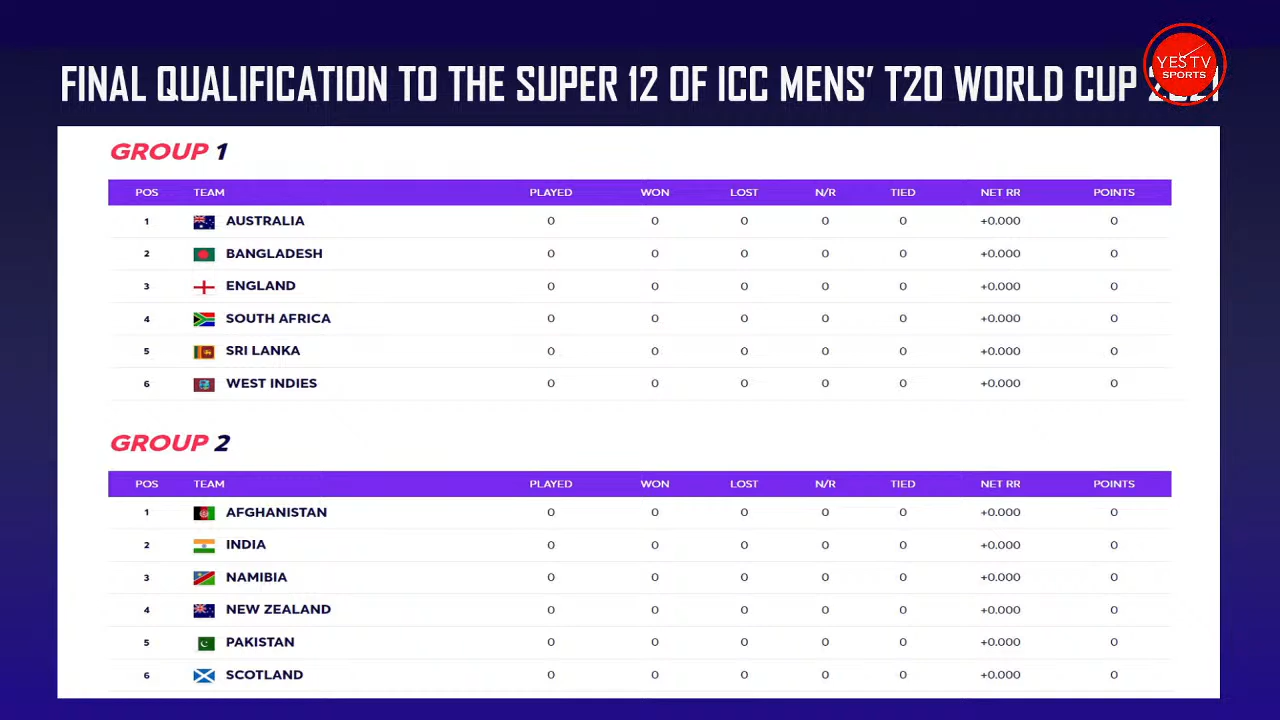 FINAL QUALIFICATION TO THE SUPER 12 OF ICC MENS' T20 WORLD CUP
YES TV
SPORTS
GROUP 1
POS TEAM PLAYED WON LOST N/R TIED NET RR POINTS
1 AUSTRALIA 0 0 0 0 0 +0.000 0
2 BANGLADESH 0 0 0 0 0 +0.000 0
3 ENGLAND 0 0 0 0 0 +0.000 0
4 SOUTH AFRICA 0 0 0 0 0 +0.000 0
5 SRI LANKA 0 0 0 0 0 +0.000 0
6 WEST INDIES 0 0 0 0 0 +0.000 0
GROUP 2
POS TEAM PLAYED WON LOST N/R TIED NET RR POINTS
1 AFGHANISTAN 0 0 0 0 0 +0.000 0
2 INDIA 0 0 0 0 0 +0.000 0
3 NAMIBIA 0 0 0 0 0 +0.000 0
4 NEW ZEALAND 0 0 0 0 0 +0.000 0
5 PAKISTAN 0 0 0 0 0 +0.000 0
6 SCOTLAND 0 0 0 0 0 +0.000 0